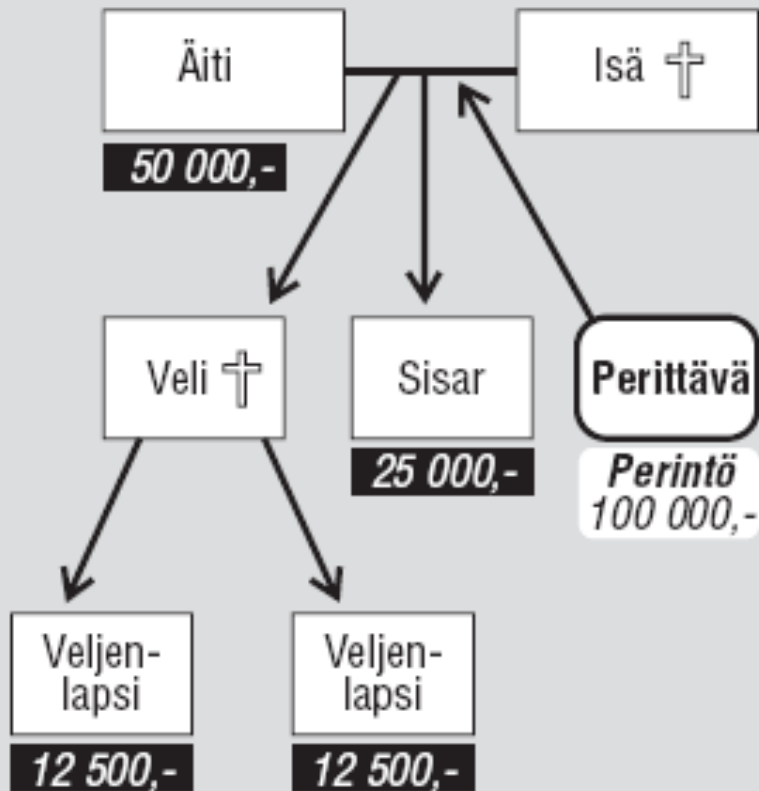 Äiti
Isä
50 000,-
Veli
Sisar
Perittävä
25 000,-
Perintö
100 000,-
Veljen-
lapsi
Veljen-
lapsi
12 500,-
12 500,-